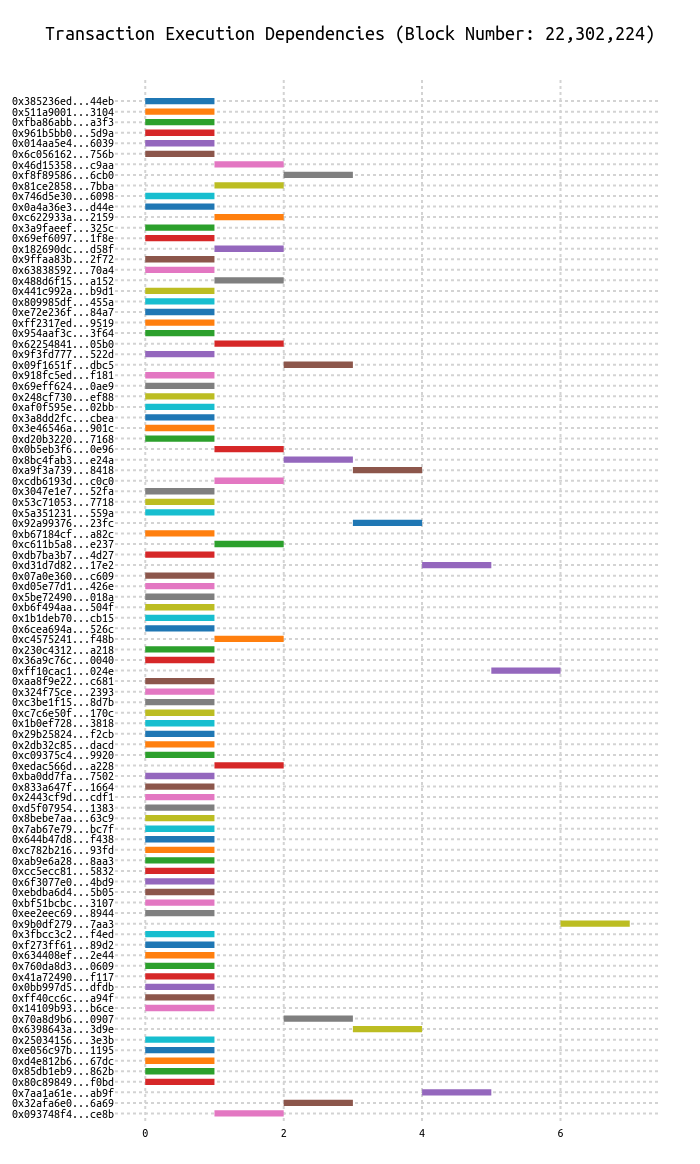 Transaction Execution Dependencies (Block Number: 22,302,224)
0x385236ed...44eb
0x511a9001...3104
0xfba86abb...a3f3
0x961b5bb0...5d9a
0x014aa5e4...6039
0x6c056162...756b
0x46d15358...c9aa
0xf8f89586...6cb0
0x81ce2858...7bba
0x746d5e30...6098
0x0a4a36e3...d44e
0xc622933a...2159
0x3a9faeef...325c
0x69ef6097...1f8e
0x182690dc...d58f
0x9ffaa83b...2f72
0x63838592...70a4
0x488d6f15...a152
0x441c992a...b9d1
0x809985df...455a
0xe72e236f...84a7
0xff2317ed...9519
0x954aaf3c...3f64
0x62254841...05b0
0x9f3fd777...522d
0x09f1651f...dbc5
0x918fc5ed...f181
0x69eff624...0ae9
0x248cf730...ef88
0xaf0f595e...02bb
0x3a8dd2fc...cbea
0x3e46546a...901c
0xd20b3220...7168
0x0b5eb3f6...0e96
0x8bc4fab3...e24a
0xa9f3a739...8418
0xcdb6193d...c0c0
0x3047e1e7...52fa
0x53c71053...7718
0x5a351231...559a
0x92a99376...23fc
0xb67184cf...a82c
0xc611b5a8...e237
0xdb7ba3b7...4d27
0xd31d7d82...17e2
0x07a0e360...c609
0xd05e77d1...426e
0x5be72490...018a
0xb6f494aa...504f
0x1b1deb70...cb15
0x6cea694a...526c
0xc4575241...f48b
0x230c4312...a218
0x36a9c76c...0040
0xff10cac1...024e
0xaa8f9e22...c681
0x324f75ce...2393
0xc3be1f15...8d7b
0xc7c6e50f...170c
0x1b0ef728...3818
0x29b25824...f2cb
0x2db32c85...dacd
0xc09375c4...9920
0xedac566d...a228
0xba0dd7fa...7502
0x833a647f...1664
0x2443cf9d...cdf1
0xd5f07954...1383
0x8bebe7aa...63c9
0x7ab67e79...bc7f
0x644b47d8...f438
0xc782b216...93fd
0xab9e6a28...8aa3
0xcc5ecc81...5832
0x6f3077e0...4bd9
0xebdba6d4...5b05
0xbf51bcbc...3107
0xee2eec69...8944
0x9b0df279...7aa3
0x3fbcc3c2...f4ed
0xf273ff61...89d2
0x634408ef...2e44
0x760da8d3...0609
0x41a72490...f117
0x0bb997d5...dfdb
0xff40cc6c...a94f
0x14109b93...b6ce
0x70a8d9b6...0907
0x6398643a...3d9e
0x25034156...3e3b
0xe056c97b...1195
0xd4e812b6...67dc
0x85db1eb9...862b
0x80c89849...f0bd
0x7aa1a61e...ab9f
0x32afa6e0...6a69
0x093748f4...ce8b
0 2 4 6